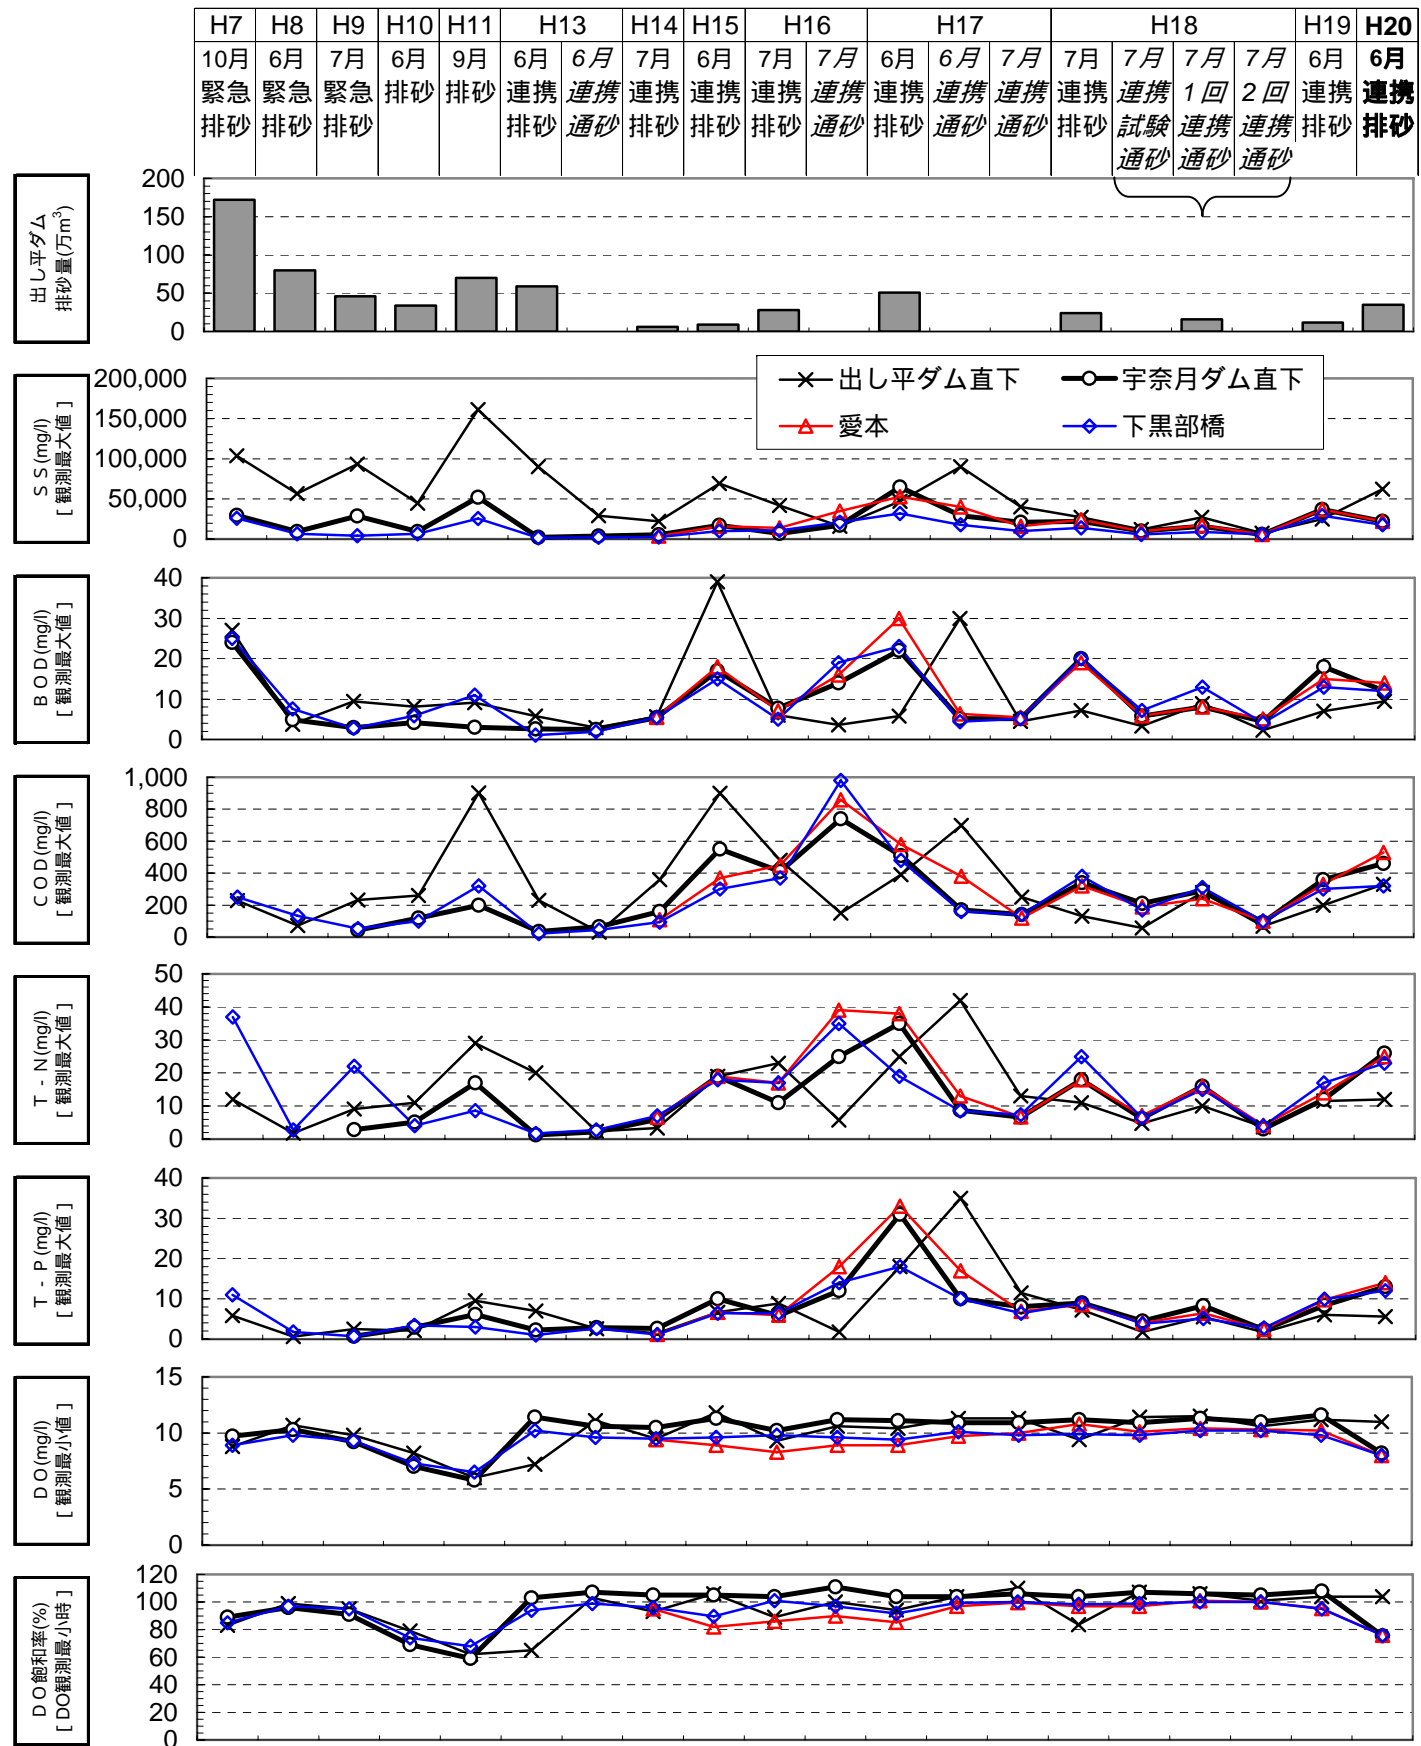 H7 H8 H9 H10 H11 H13 H14 H15 H16 H17 H18 H19 H20
10月 6月 7月 6月 9月 6月 6月 7月 6月 7月 7月 6月 6月 7月 7月 7月 7月 7月 6月 6月
緊急 緊急 緊急 排砂 排砂 連携 連携 連携 連携 連携 連携 連携 連携 連携 連携 連携 1回 2回 連携 連携
排砂 排砂 排砂 排砂 通砂 排砂 排砂 排砂 通砂 排砂 通砂 通砂 排砂 試験 連携 連携 排砂 排砂
通砂 通砂 通砂
出し平ダム
排砂量(万m³)
200
150
100
50
0
出し平ダム直下 宇奈月ダム直下
愛本 下黒部橋
SS(mg/l)
[ 観測最大値 ]
200,000
150,000
100,000
50,000
0
BOD(mg/l)
[ 観測最大値 ]
40
30
20
10
0
COD(mg/l)
[ 観測最大値 ]
1,000
800
600
400
200
0
T - N(mg/l)
[ 観測最大値 ]
50
40
30
20
10
0
T - P(mg/l)
[ 観測最大値 ]
40
30
20
10
0
DO(mg/l)
[ 観測最小値 ]
15
10
5
0
DO飽和率(%)
[ DO観測最小時 ]
120
100
80
60
40
20
0